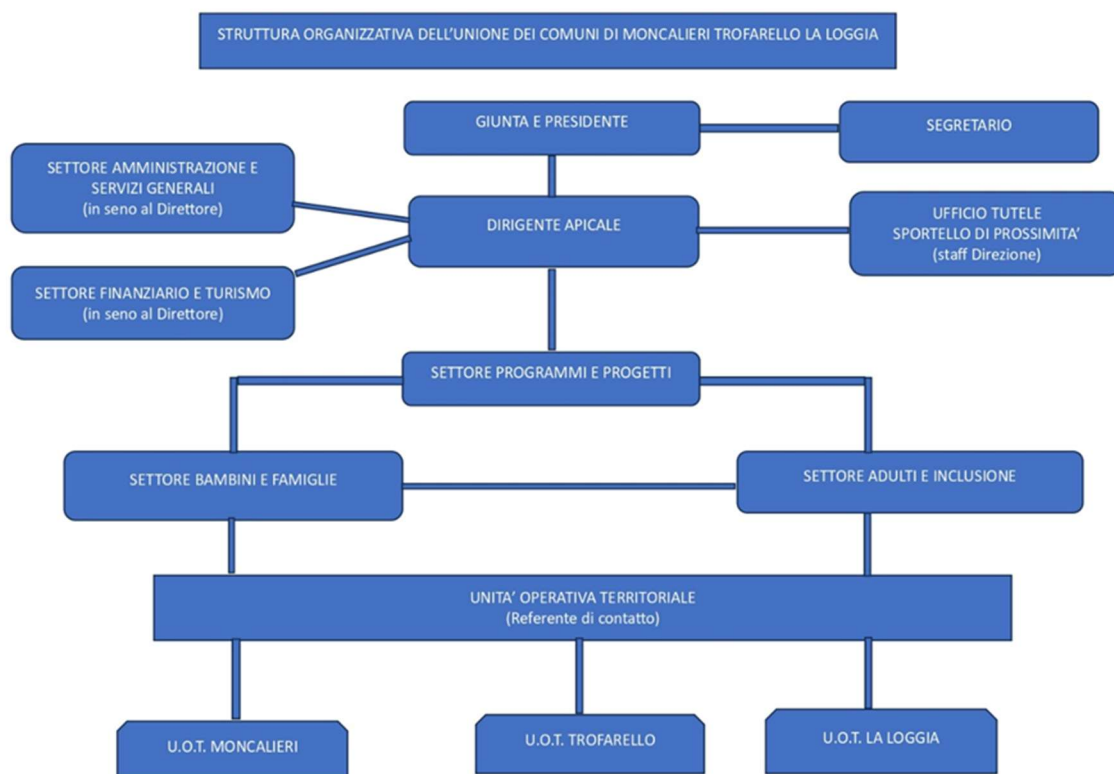 STRUTTURA ORGANIZZATIVA DELL'UNIONE DEI COMUNI DI MONCALIERI TROFARELLO LA LOGGIA
GIUNTA E PRESIDENTE
SEGRETARIO
SETTORE AMMINISTRAZIONE E
SERVIZI GENERALI
(in seno al Direttore)
DIRIGENTE APICALE
UFFICIO TUTELE
SPORTELLO DI PROSSIMITA'
(staff Direzione)
SETTORE FINANZIARIO E TURISMO
(in seno al Direttore)
SETTORE PROGRAMMI E PROGETTI
SETTORE BAMBINI E FAMIGLIE
SETTORE ADULTI E INCLUSIONE
UNITA' OPERATIVA TERRITORIALE
(Referente di contatto)
U.O.T. MONCALIERI
U.O.T. TROFARELLO
U.O.T. LA LOGGIA